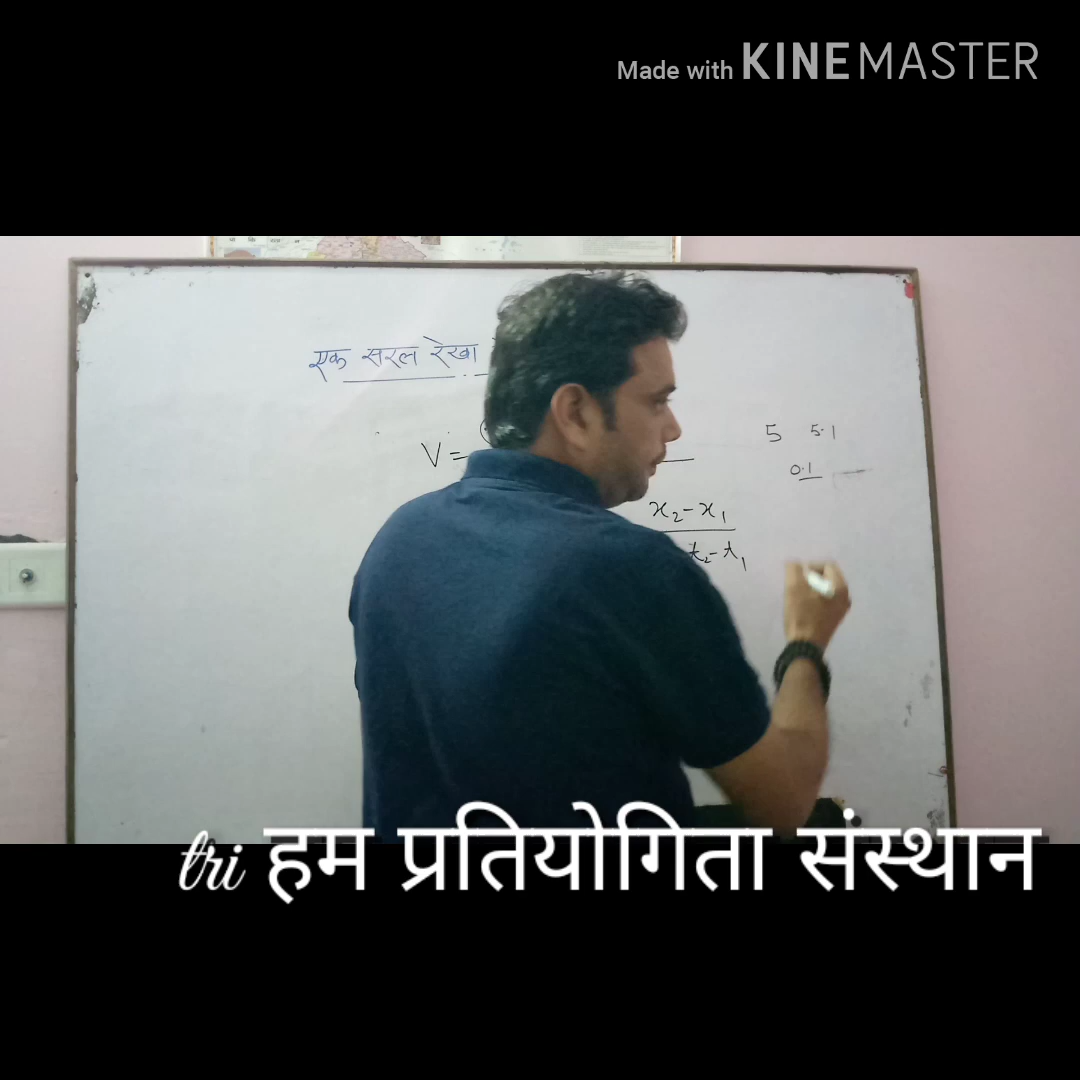 Made with KINEMASTER
एक सरल रेखा
V =
5 5.1
0.1
x₂-x₁
t₂-t₁
tri हम प्रतियोगिता संस्थान